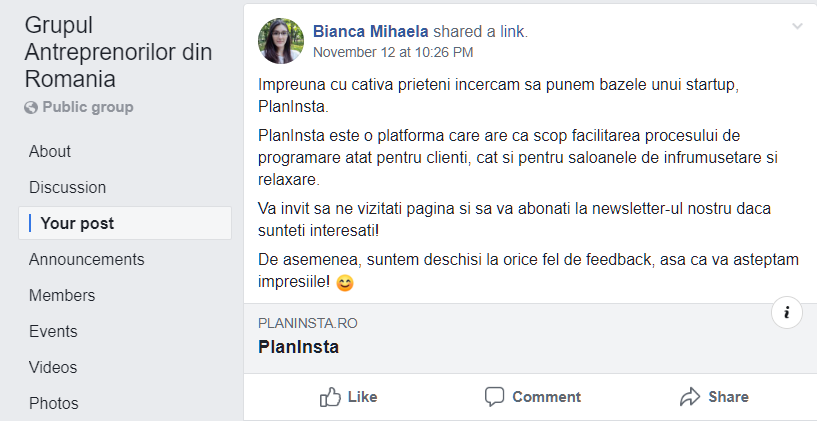 Grupul
Antreprenorilor din
Romania
Public group
About
Discussion
Your post
Announcements
Members
Events
Videos
Photos
Bianca Mihaela shared a link.
November 12 at 10:26 PM
Impreuna cu cativa prieteni incercam sa punem bazele unui startup,
PlanInsta.
PlanInsta este o platforma care are ca scop facilitarea procesului de
programare atat pentru clienti, cat si pentru saloanele de infrumusetare si
relaxare.
Va invit sa ne vizitati pagina si sa va abonati la newsletter-ul nostru daca
sunteti interesati!
De asemenea, suntem deschisi la orice fel de feedback, asa ca va asteptam
impresiile! 😊
i
PLANINSTA.RO
PlanInsta
Like Comment Share